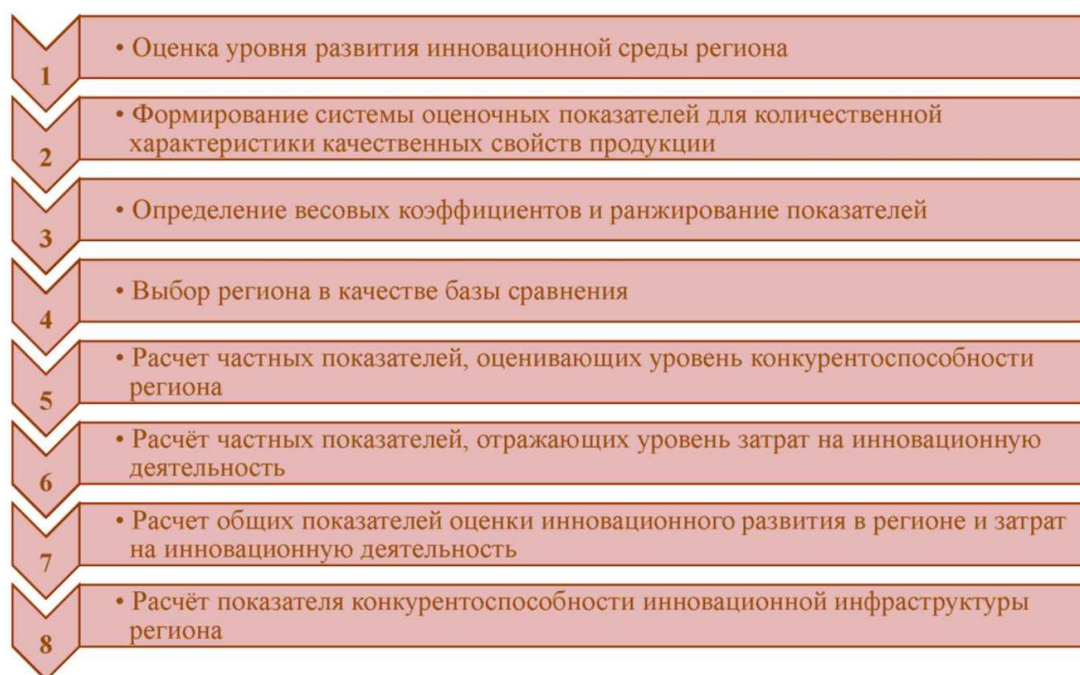 1
• Оценка уровня развития инновационной среды региона
2
• Формирование системы оценочных показателей для количественной
характеристики качественных свойств продукции
3
• Определение весовых коэффициентов и ранжирование показателей
4
• Выбор региона в качестве базы сравнения
5
• Расчет частных показателей, оценивающих уровень конкурентоспособности
региона
6
• Расчёт частных показателей, отражающих уровень затрат на инновационную
деятельность
7
• Расчет общих показателей оценки инновационного развития в регионе и затрат
на инновационную деятельность
8
• Расчёт показателя конкурентоспособности инновационной инфраструктуры
региона